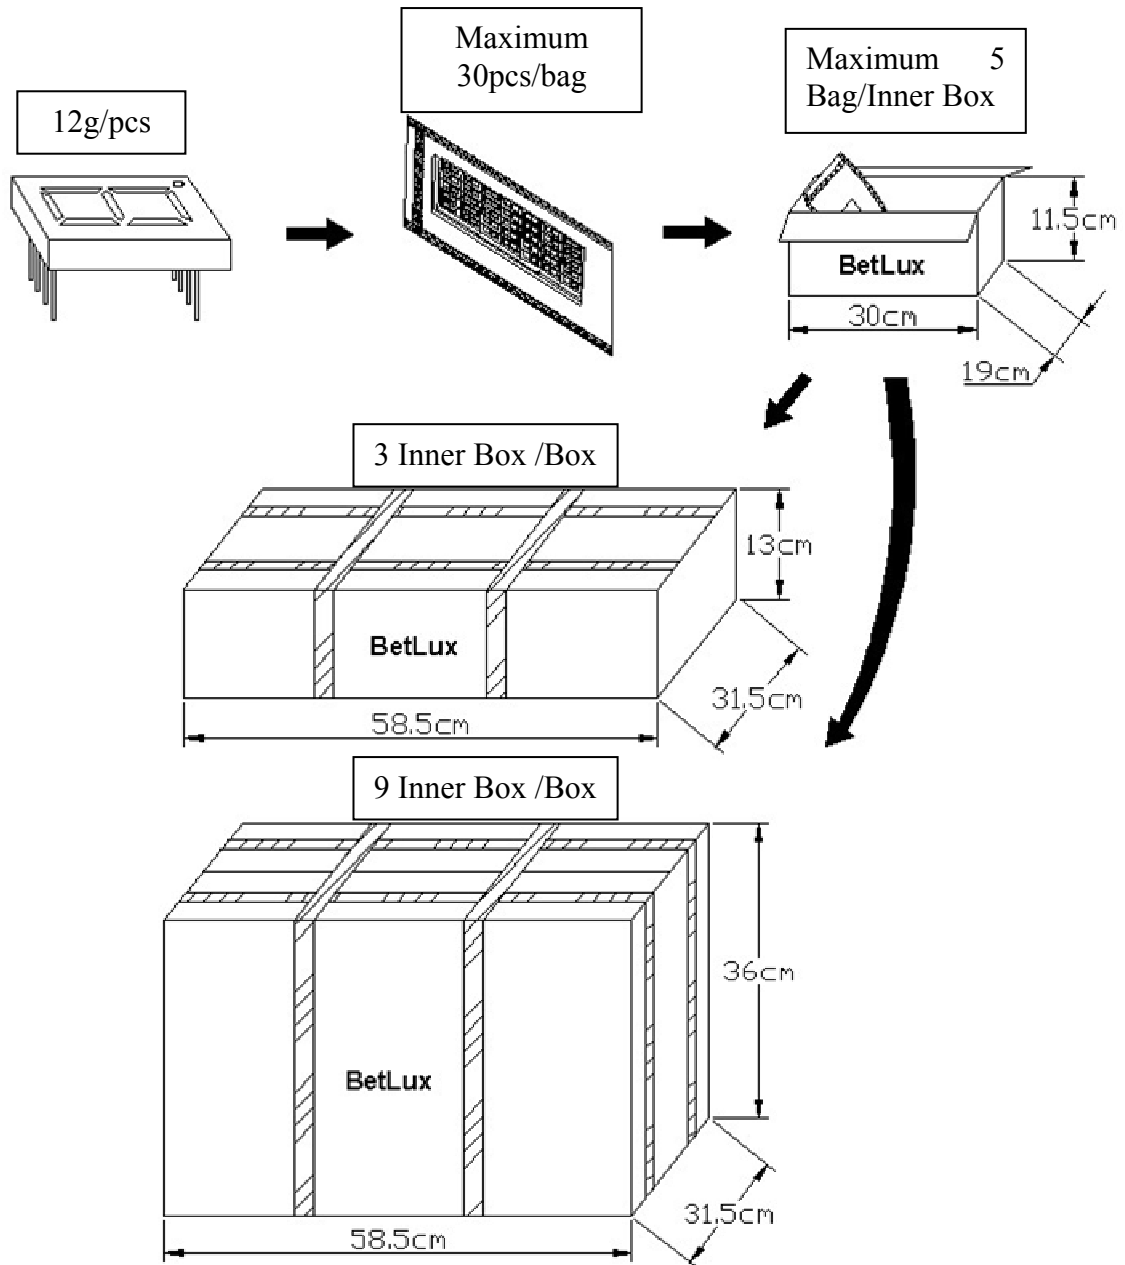 12g/pcs
Maximum
30pcs/bag
Maximum 5
Bag/Inner Box
BetLux
11.5cm
30cm
19cm
3 Inner Box /Box
BetLux
13cm
31.5cm
58.5cm
9 Inner Box /Box
BetLux
36cm
31.5cm
58.5cm